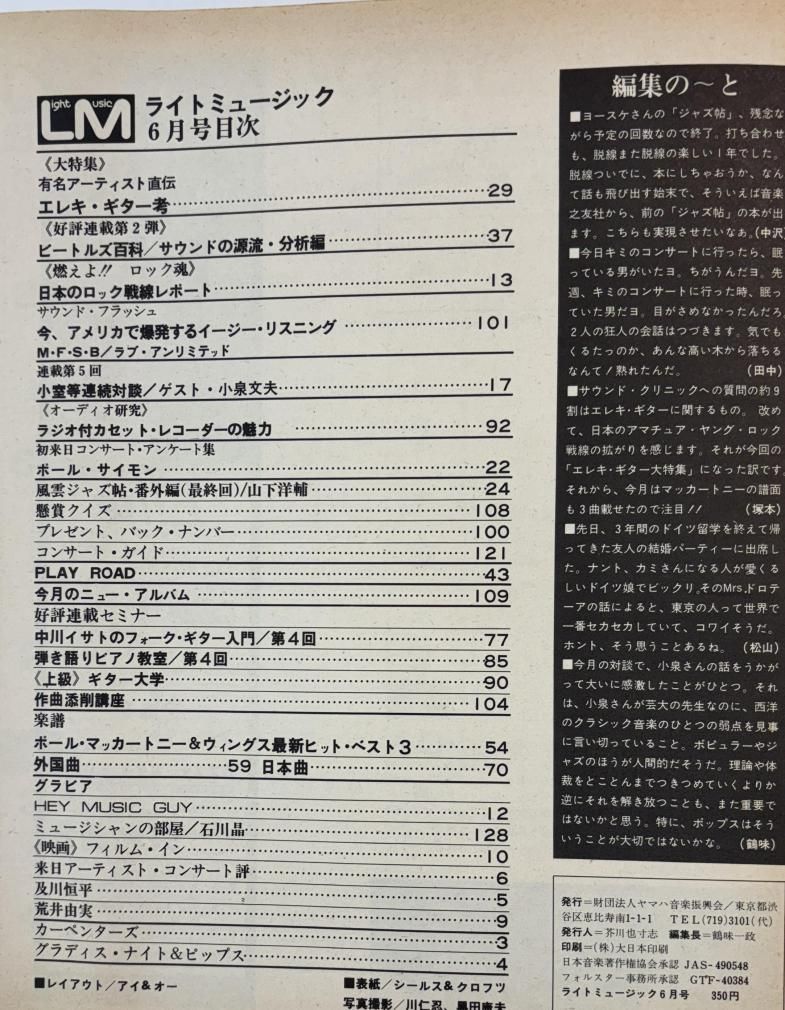 Light Music
LM
ライトミュージック
6月号目次
《大特集》
有名アーティスト直伝
エレキ・ギター考……29
《好評連載第2弾》
ビートルズ百科/サウンドの源流・分析編……37
《燃えよ!! ロック魂》
日本のロック戦線レポート……13
サウンド・フラッシュ
今、アメリカで爆発するイージー・リスニング……101
M・F・S・B/ラブ・アンリミテッド
連載第5回
小室等連続対談/ゲスト・小泉文夫……17
《オーディオ研究》
ラジオ付カセット・レコーダーの魅力……92
初来日コンサート・アンケート集
ポール・サイモン……22
風雲ジャズ帖・番外編(最終回)/山下洋輔……24
懸賞クイズ……108
プレゼント、バック・ナンバー……100
コンサート・ガイド……121
PLAY ROAD……43
今月のニュー・アルバム……109
好評連載セミナー
中川イサトのフォーク・ギター入門/第4回……77
弾き語りピアノ教室/第4回……85
《上級》ギター大学……90
作曲添削講座……104
楽譜
ポール・マッカートニー&ウィングス最新ヒット・ベスト3……54
外国曲……59 日本曲……70
グラビア
HEY MUSIC GUY……12
ミュージシャンの部屋/石川晶……128
《映画》フィルム・イン……10
来日アーティスト・コンサート評……6
及川恒平……5
荒井由実……9
カーペンターズ……3
グラディス・ナイト&ピップス……4
■レイアウト/アイ&オー
■表紙/シールス&クロフツ
写真撮影/川仁忍、黒田慶夫
編集の〜と
■ヨースケさんの「ジャズ帖」、残念な
がら予定の回数なので終了。打ち合わせ
も、脱線また脱線の楽しい1年でした。
脱線ついでに、本にしちゃおうか、なん
て話も飛び出す始末で、そういえば音楽
之友社から、前の「ジャズ帖」の本が出
ます。こちらも実現させたいなあ。(中沢)
■今日キミのコンサートに行ったら、眠
っている男がいたヨ。ちがうんだヨ。先
週、キミのコンサートに行った時、眠っ
ていた男だヨ。目がさめなかったんだろ
2人の狂人の会話はつづきます。気でも
くるたっのか、あんな高い木から落ちる
なんて!熟れたんだ。 (田中)
■サウンド・クリニックへの質問の約9
割はエレキ・ギターに関するもの。改め
て、日本のアマチュア・ヤング・ロック
戦線の拡がりを感じます。それが今回の
「エレキ・ギター大特集」になった訳です
それから、今月はマッカートニーの譜面
も3曲載せたので注目!! (塚本)
■先日、3年間のドイツ留学を終えて帰
ってきた友人の結婚パーティーに出席し
た。ナント、カミさんになる人が愛くる
しいドイツ娘でビックリ。そのMrs.ドロテ
ーアの話によると、東京の人って世界で
一番セカセカしていて、コワイそうだ。
ホント、そう思うことあるね。(松山)
■今月の対談で、小泉さんの話をうかが
って大いに感激したことがひとつ。それ
は、小泉さんが芸大の先生なのに、西洋
のクラシック音楽のひとつの弱点を見事
に言い切っていること。ポピュラーやジ
ャズのほうが人間的だそうだ。理論や体
裁をとことんまでつきつめていくよりか
逆にそれを解き放つことも、また重要で
はないかと思う。特に、ポップスはそう
いうことが大切ではないかな。(鶴味)
発行=財団法人ヤマハ音楽振興会/東京都渋
谷区恵比寿南1-1-1 TEL(719)3101(代)
発行人=芥川也寸志 編集長=鶴味一政
印刷=(株)大日本印刷
日本音楽著作権協会承認 JAS-490548
フォルスター事務所承認 GTF-40384
ライトミュージック6月号 350円